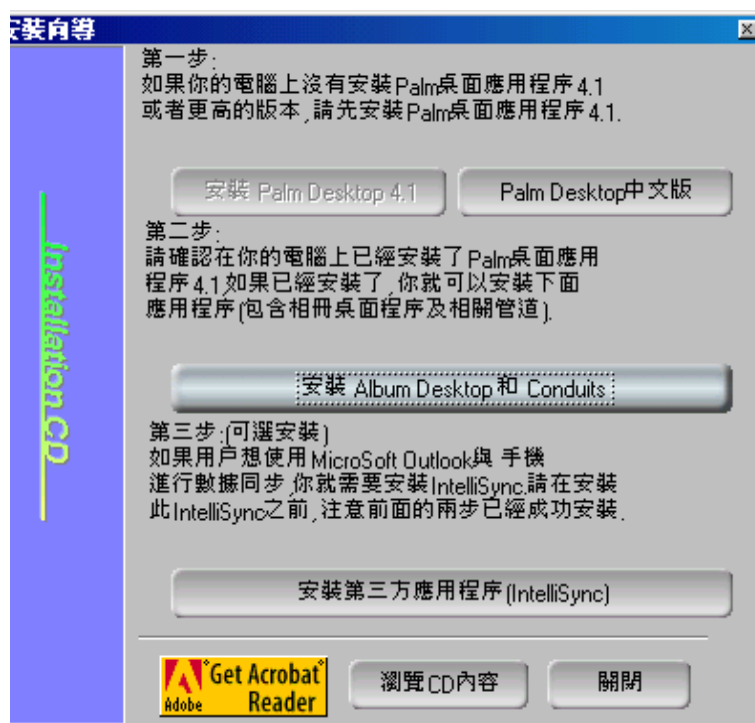 安裝向導
第一步:
如果你的電腦上沒有安裝Palm桌面應用程序4.1
或者更高的版本,請先安裝Palm桌面應用程序4.1.
安裝 Palm Desktop 4.1
Palm Desktop中文版
第二步:
請確認在你的電腦上已經安裝了Palm桌面應用
程序4.1,如果已經安裝了,你就可以安裝下面
應用程序(包含相冊桌面程序及相關管道).
安裝 Album Desktop 和 Conduits
第三步:(可選安裝)
如果用户想使用MicroSoft Outlook與 手機
進行數據同步,你就需要安裝IntelliSync.請在安裝
此IntelliSync之前,注意前面的兩步已經成功安裝.
安裝第三方應用程序(IntelliSync)
Installation CD
Get Acrobat
Adobe Reader
瀏覽CD內容
關閉